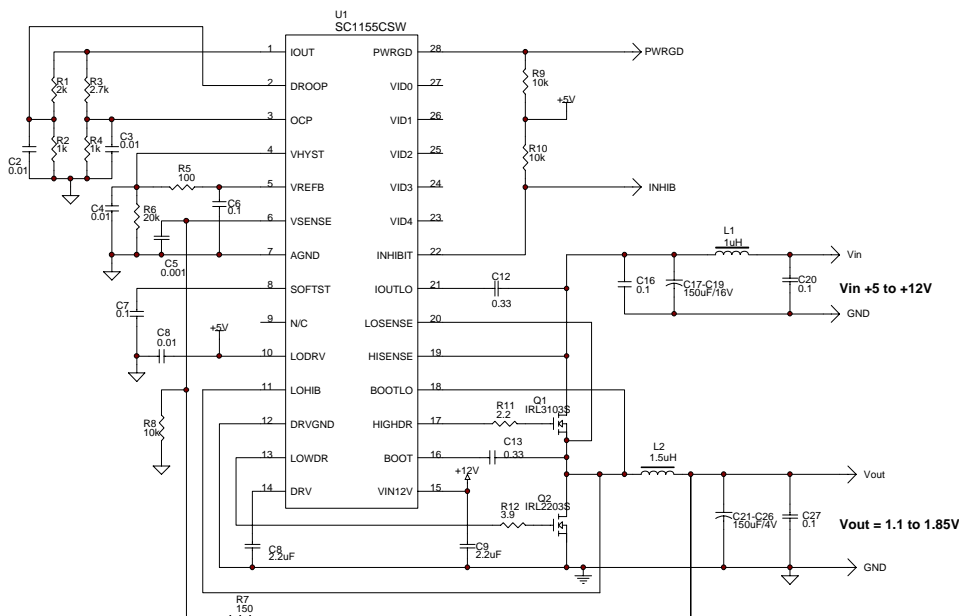 U1
SC1155CSW
1 IOUT PWRGD 28 PWRGD
2 DROOP VID0 27
3 OCP VID1 26
4 VHYST VID2 25
5 VREFB VID3 24
6 VSENSE VID4 23
7 AGND INHIBIT 22
8 SOFTST IOUTLO 21
9 N/C LOSENSE 20
10 LODRV HISENSE 19
11 LOHIB BOOTLO 18
12 DRVGND HIGHDR 17
13 LOWDR BOOT 16
14 DRV VIN12V 15
R1
2k
R3
2.7k
R2
1k
R4
1k
C3
0.01
C2
0.01
R5
100
C4
0.01
R6
20k
C6
0.1
C5
0.001
C7
0.1
C8
0.01
+5V
R8
10k
C8
2.2uF
R7
150
R9
10k
+5V
R10
10k
INHIB
C12
0.33
C16
0.1
C17-C19
150uF/16V
L1
1uH
C20
0.1
Vin
Vin +5 to +12V
GND
Q1
IRL3103S
R11
2.2
C13
0.33
+12V
L2
1.5uH
Q2
IRL2203S
R12
3.9
C9
2.2uF
C21-C26
150uF/4V
C27
0.1
Vout
Vout = 1.1 to 1.85V
GND